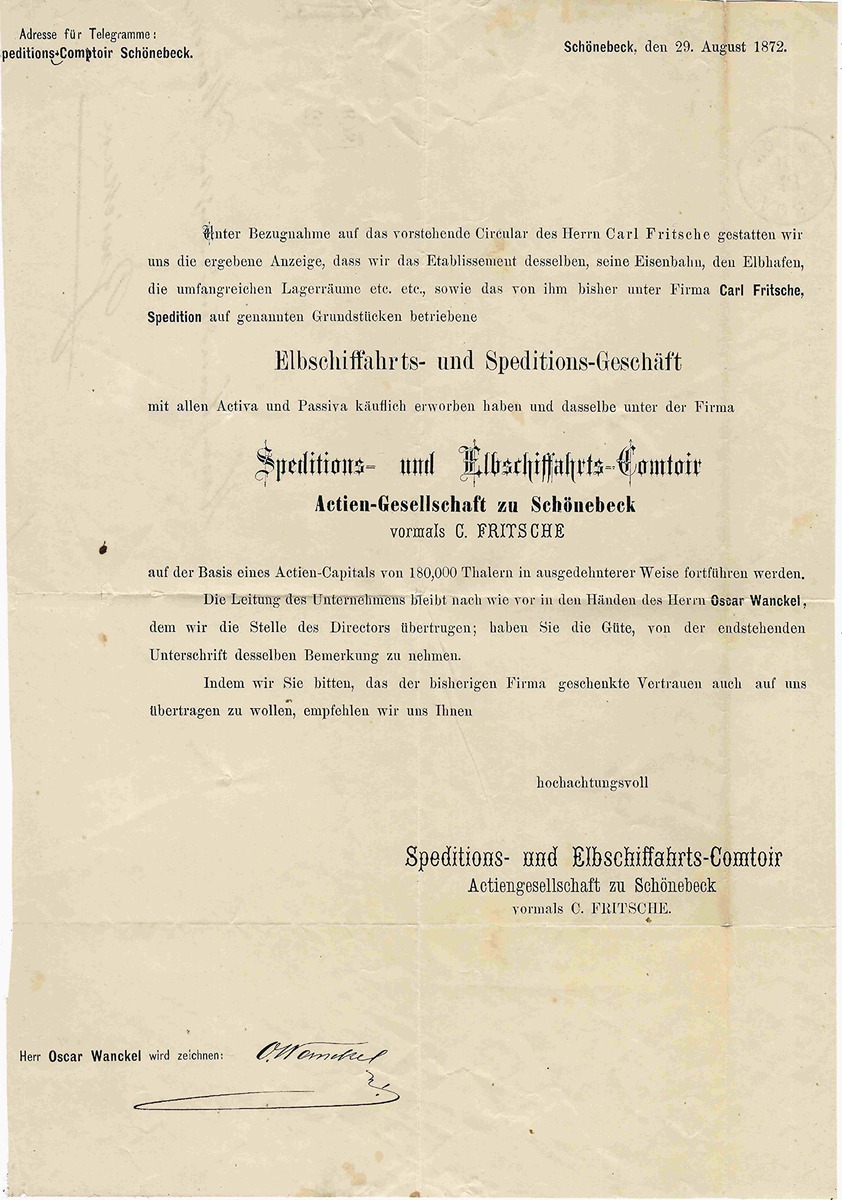 Adresse für Telegramme:
peditions-Comptoir Schönebeck.
Schönebeck, den 29. August 1872.
Unter Bezugnahme auf das vorstehende Circular des Herrn Carl Fritsche gestatten wir
uns die ergebene Anzeige, dass wir das Etablissement desselben, seine Eisenbahn, den Elbhafen,
die umfangreichen Lagerräume etc. etc., sowie das von ihm bisher unter Firma Carl Fritsche,
Spedition auf genannten Grundstücken betriebene
Elbschiffahrts- und Speditions-Geschäft
mit allen Activa und Passiva käuflich erworben haben und dasselbe unter der Firma
Speditions- und Elbschiffahrts-Comtoir
Actien-Gesellschaft zu Schönebeck
vormals C. FRITSCHE
auf der Basis eines Actien-Capitals von 180,000 Thalern in ausgedehnterer Weise fortführen werden.
Die Leitung des Unternehmens bleibt nach wie vor in den Händen des Herrn Oscar Wanckel,
dem wir die Stelle des Directors übertrugen; haben Sie die Güte, von der endstehenden
Unterschrift desselben Bemerkung zu nehmen.
Indem wir Sie bitten, das der bisherigen Firma geschenkte Vertrauen auch auf uns
übertragen zu wollen, empfehlen wir uns Ihnen
hochachtungsvoll
Speditions- und Elbschiffahrts-Comtoir
Actiengesellschaft zu Schönebeck
vormals C. FRITSCHE.
Herr Oscar Wanckel wird zeichnen: O. Wanckel